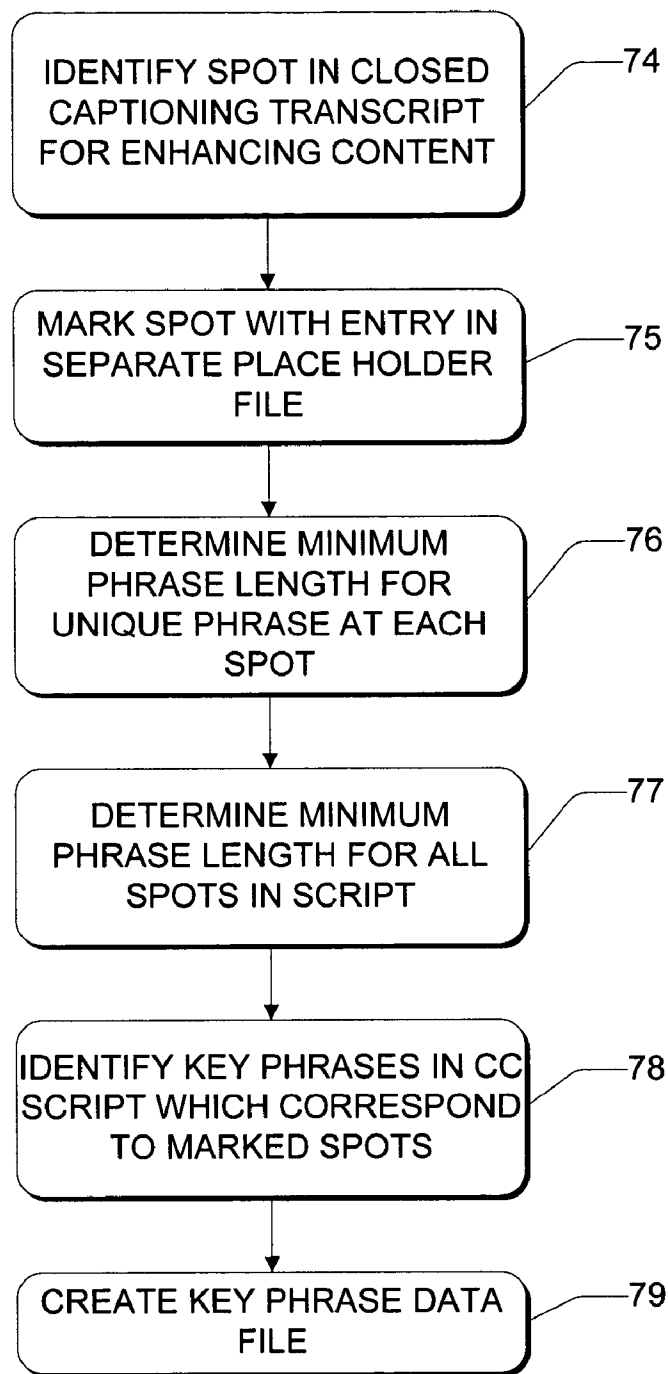 IDENTIFY SPOT IN CLOSED
CAPTIONING TRANSCRIPT
FOR ENHANCING CONTENT
74
MARK SPOT WITH ENTRY IN
SEPARATE PLACE HOLDER
FILE
75
DETERMINE MINIMUM
PHRASE LENGTH FOR
UNIQUE PHRASE AT EACH
SPOT
76
DETERMINE MINIMUM
PHRASE LENGTH FOR ALL
SPOTS IN SCRIPT
77
IDENTIFY KEY PHRASES IN CC
SCRIPT WHICH CORRESPOND
TO MARKED SPOTS
78
CREATE KEY PHRASE DATA
FILE
79